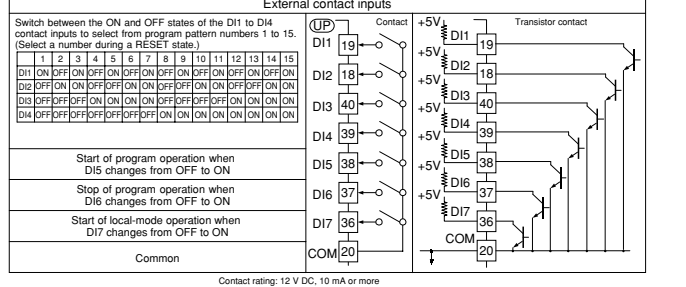 External contact inputs
Switch between the ON and OFF states of the DI1 to DI4
contact inputs to select from program pattern numbers 1 to 15.
(Select a number during a RESET state.)
1 2 3 4 5 6 7 8 9 10 11 12 13 14 15
DI1 ON OFF ON OFF ON OFF ON OFF ON OFF ON OFF ON OFF ON
DI2 OFF ON ON OFF OFF ON ON OFF OFF ON ON OFF OFF ON ON
DI3 OFF OFF OFF ON ON ON ON OFF OFF OFF OFF ON ON ON ON
DI4 OFF OFF OFF OFF OFF OFF OFF ON ON ON ON ON ON ON ON
Start of program operation when
DI5 changes from OFF to ON
Stop of program operation when
DI6 changes from OFF to ON
Start of local-mode operation when
DI7 changes from OFF to ON
Common
(UP) Contact
DI1 19
DI2 18
DI3 40
DI4 39
DI5 38
DI6 37
DI7 36
COM 20
Transistor contact
+5V DI1 19
+5V DI2 18
+5V DI3 40
+5V DI4 39
+5V DI5 38
+5V DI6 37
+5V DI7 36
COM 20
Contact rating: 12 V DC, 10 mA or more